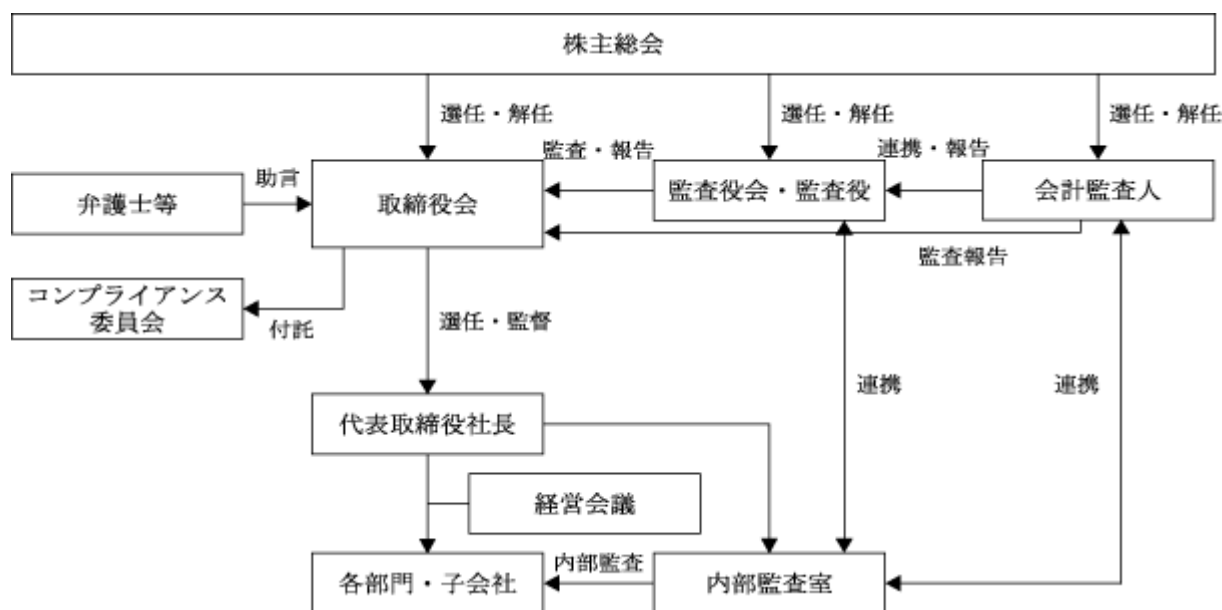 株主総会
選任・解任
選任・解任
選任・解任
監査・報告
連携・報告
助言
弁護士等
取締役会
監査役会・監査役
会計監査人
監査報告
コンプライアンス
委員会
付託
選任・監督
連携
連携
代表取締役社長
経営会議
内部監査
各部門・子会社
内部監査室